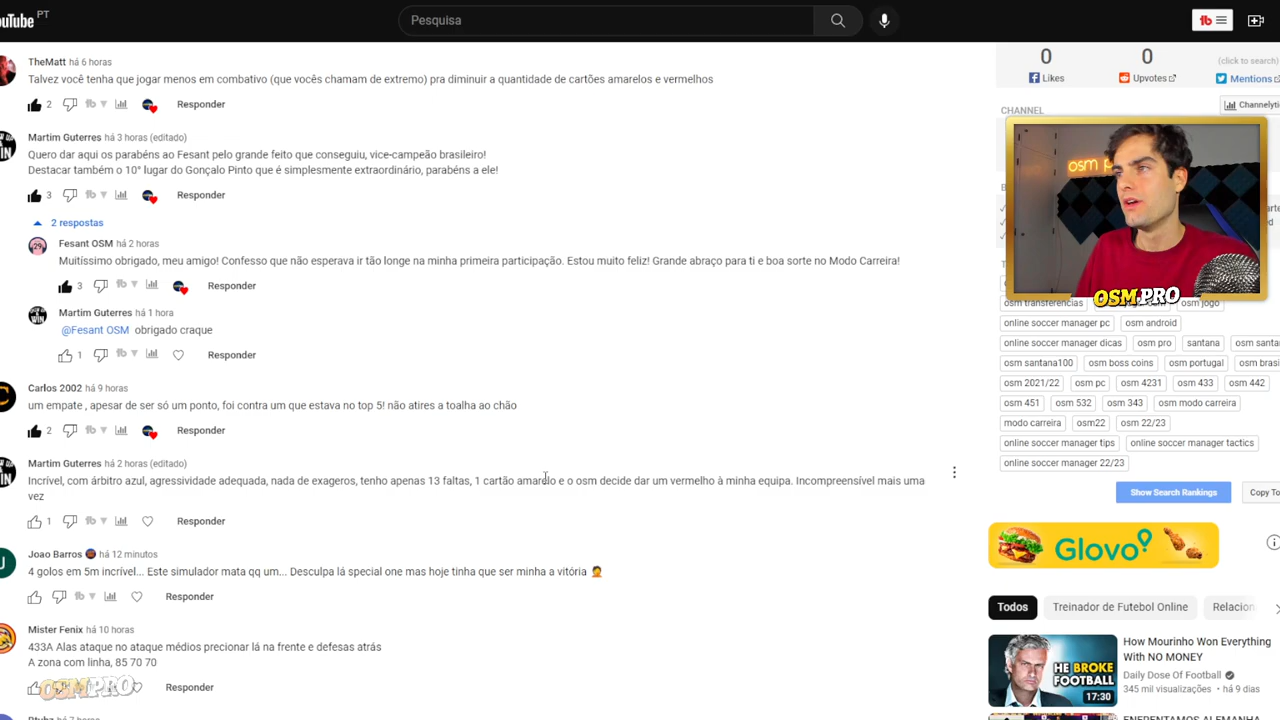 ouTube PT
Pesquisa
TheMatt há 6 horas
Talvez você tenha que jogar menos em combativo (que vocês chamam de extremo) pra diminuir a quantidade de cartões amarelos e vermelhos
2 Responder
Martim Guterres há 3 horas (editado)
Quero dar aqui os parabéns ao Fesant pelo grande feito que conseguiu, vice-campeão brasileiro!
Destacar também o 10° lugar do Gonçalo Pinto que é simplesmente extraordinário, parabéns a ele!
3 Responder
2 respostas
Fesant OSM há 2 horas
Muitíssimo obrigado, meu amigo! Confesso que não esperava ir tão longe na minha primeira participação. Estou muito feliz! Grande abraço para ti e boa sorte no Modo Carreira!
3 Responder
Martim Guterres há 1 hora
@Fesant OSM obrigado craque
1 Responder
Carlos 2002 há 9 horas
um empate , apesar de ser só um ponto, foi contra um que estava no top 5! não atires a toalha ao chão
2 Responder
Martim Guterres há 2 horas (editado)
Incrível, com árbitro azul, agressividade adequada, nada de exageros, tenho apenas 13 faltas, 1 cartão amarelo e o osm decide dar um vermelho à minha equipa. Incompreensível mais uma
vez
1 Responder
Joao Barros há 12 minutos
4 golos em 5m incrível... Este simulador mata qq um... Desculpa lá special one mas hoje tinha que ser minha a vitória 🤦
Responder
Mister Fenix há 10 horas
433A Alas ataque no ataque médios precionar lá na frente e defesas atrás
A zona com linha, 85 70 70
OSMPRO Responder
0 0 (click to search)
Likes Upvotes Mentions
CHANNEL Channelytic
osm p
OSM.PRO
osm transferencias osm jogo
online soccer manager pc osm android
online soccer manager dicas osm pro santana osm santa
osm santana100 osm boss coins osm portugal osm brasi
osm 2021/22 osm pc osm 4231 osm 433 osm 442
osm 451 osm 532 osm 343 osm modo carreira
modo carreira osm22 osm 22/23
online soccer manager tips online soccer manager tactics
online soccer manager 22/23
Show Search Rankings Copy To
Glovo
Todos Treinador de Futebol Online Relacion
HE BROKE
FOOTBALL
17:30
How Mourinho Won Everything
With NO MONEY
Daily Dose Of Football
345 mil visualizações • há 9 dias